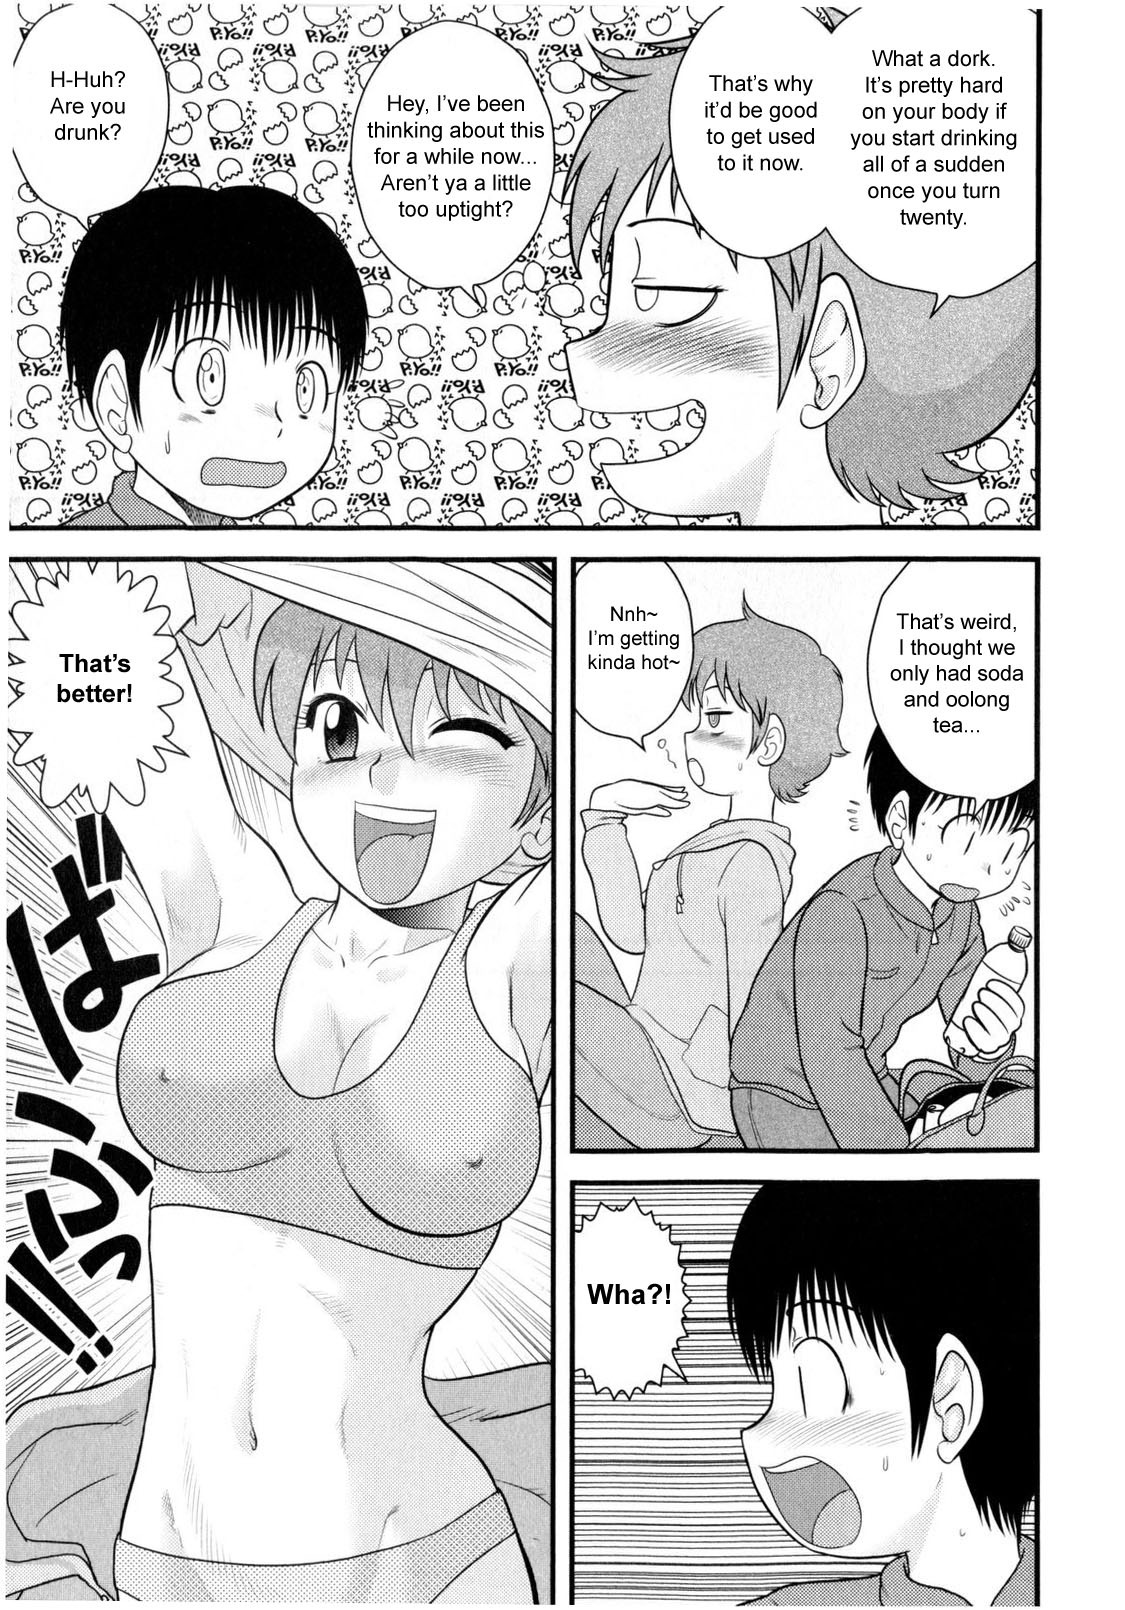 What a dork.
It's pretty hard
on your body if
you start drinking
all of a sudden
once you turn
twenty.
That's why
it'd be good
to get used
to it now.
Hey, I've been
thinking about this
for a while now...
Aren't ya a little
too uptight?
H-Huh?
Are you
drunk?
P.Yo!!
That's weird,
I thought we
only had soda
and oolong
tea...
Nnh~
I'm getting
kinda hot~
Wha?!
That's
better!
ばふっ!!